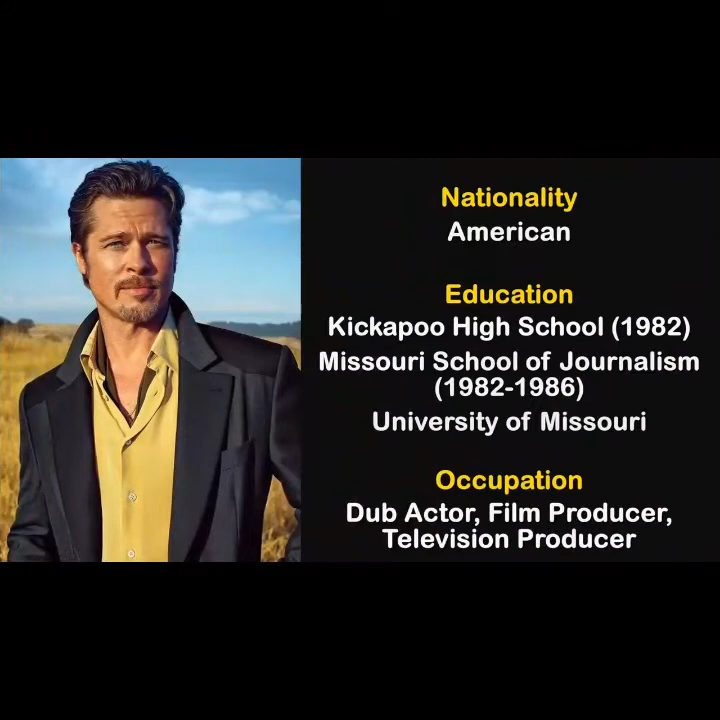 Nationality
American
Education
Kickapoo High School (1982)
Missouri School of Journalism
(1982-1986)
University of Missouri
Occupation
Dub Actor, Film Producer,
Television Producer